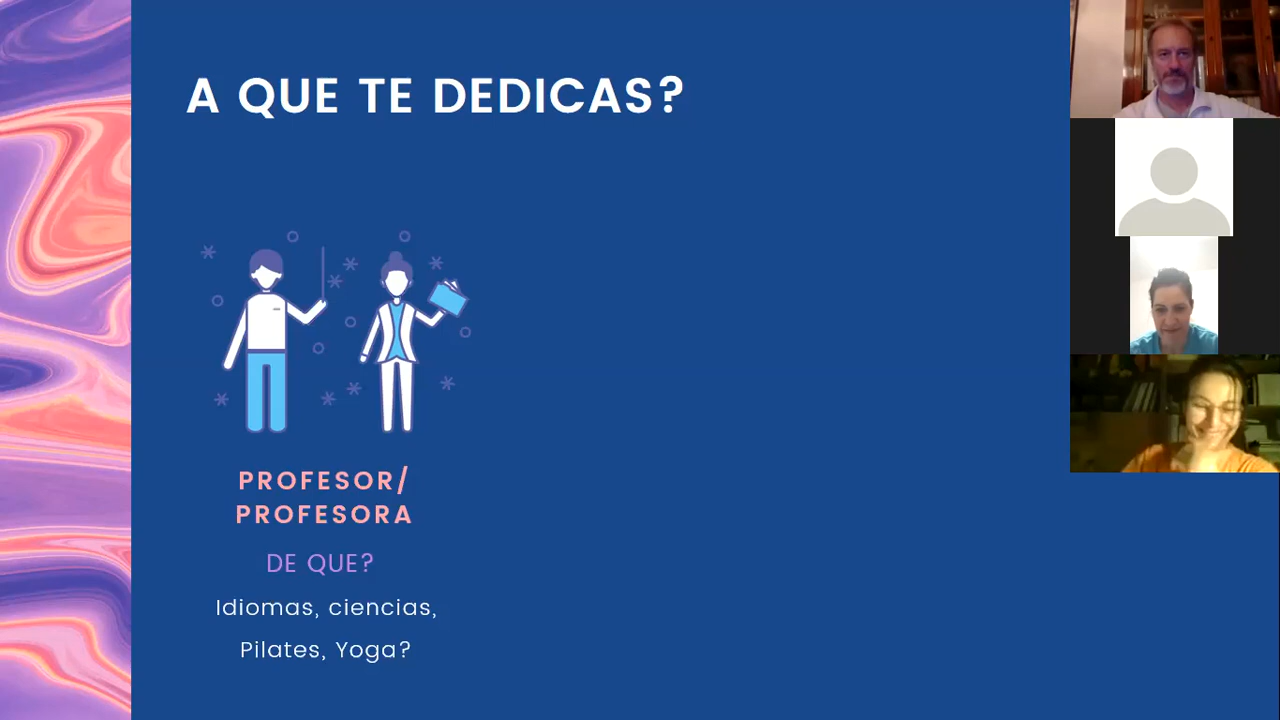 A QUE TE DEDICAS?
PROFESOR/
PROFESORA
DE QUE?
Idiomas, ciencias,
Pilates, Yoga?